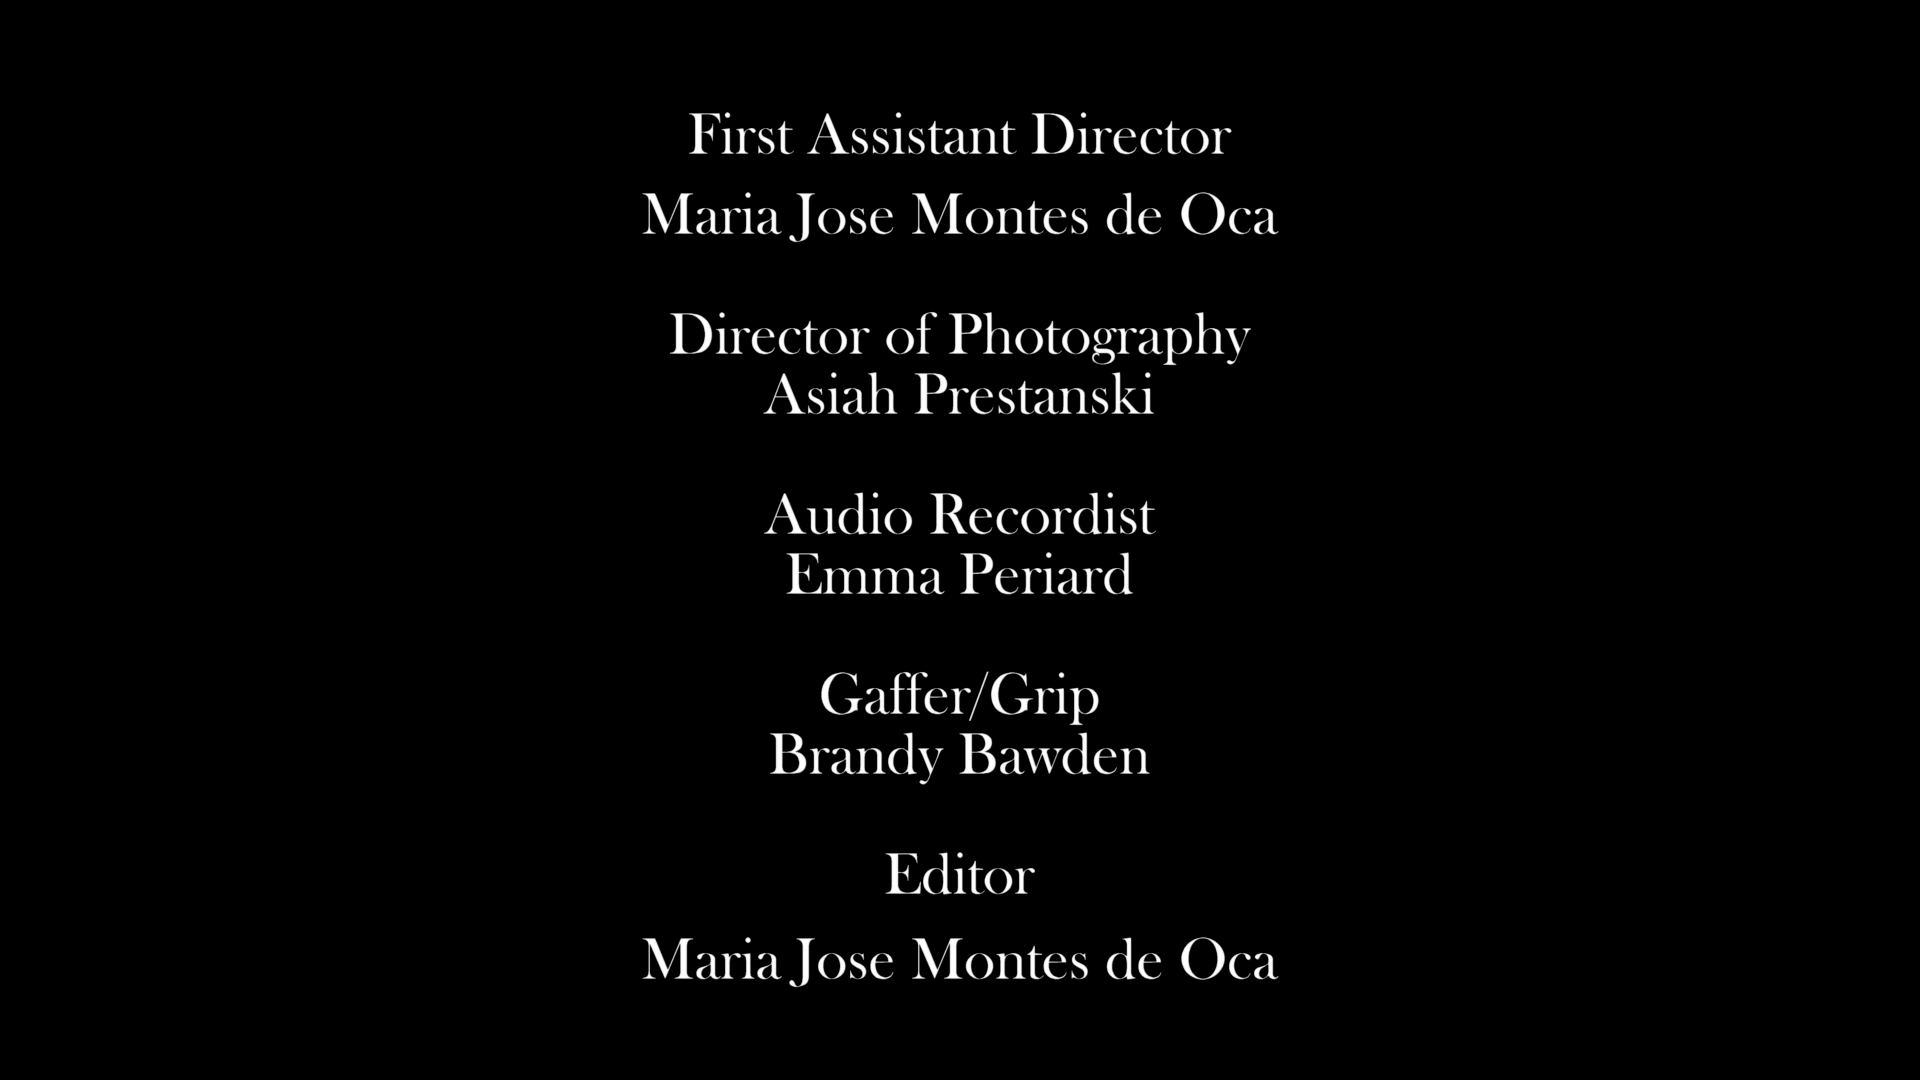 First Assistant Director
Maria Jose Montes de Oca
Director of Photography
Asiah Prestanski
Audio Recordist
Emma Periard
Gaffer/Grip
Brandy Bawden
Editor
Maria Jose Montes de Oca